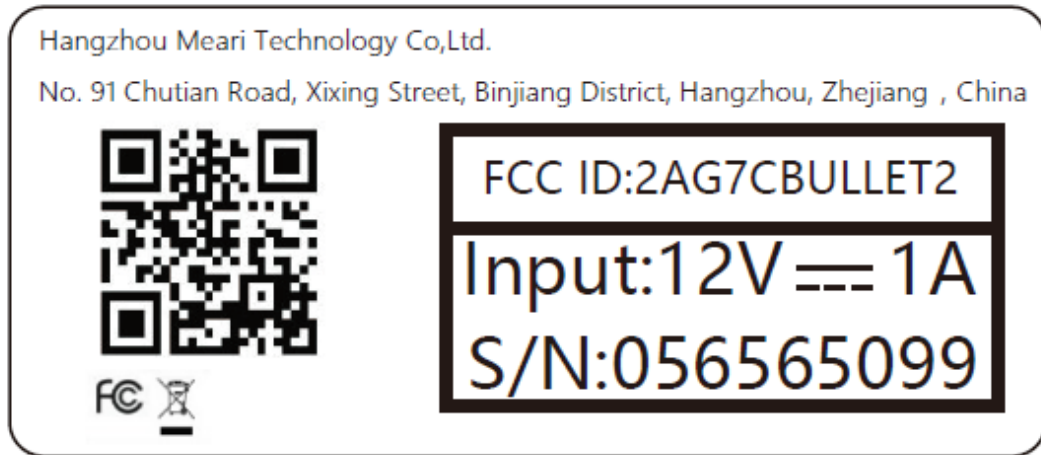 Hangzhou Meari Technology Co,Ltd.
No. 91 Chutian Road, Xixing Street, Binjiang District, Hangzhou, Zhejiang , China
FCC ID:2AG7CBULLET2
Input:12V⎓1A
S/N:056565099
FC